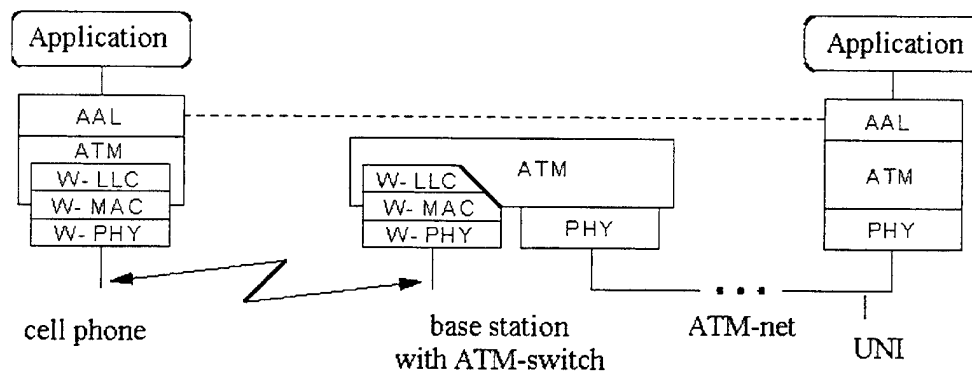 Application
AAL
ATM
W-LLC
W-MAC
W-PHY
cell phone
W-LLC
W-MAC
W-PHY
ATM
PHY
base station
with ATM-switch
ATM-net
Application
AAL
ATM
PHY
UNI